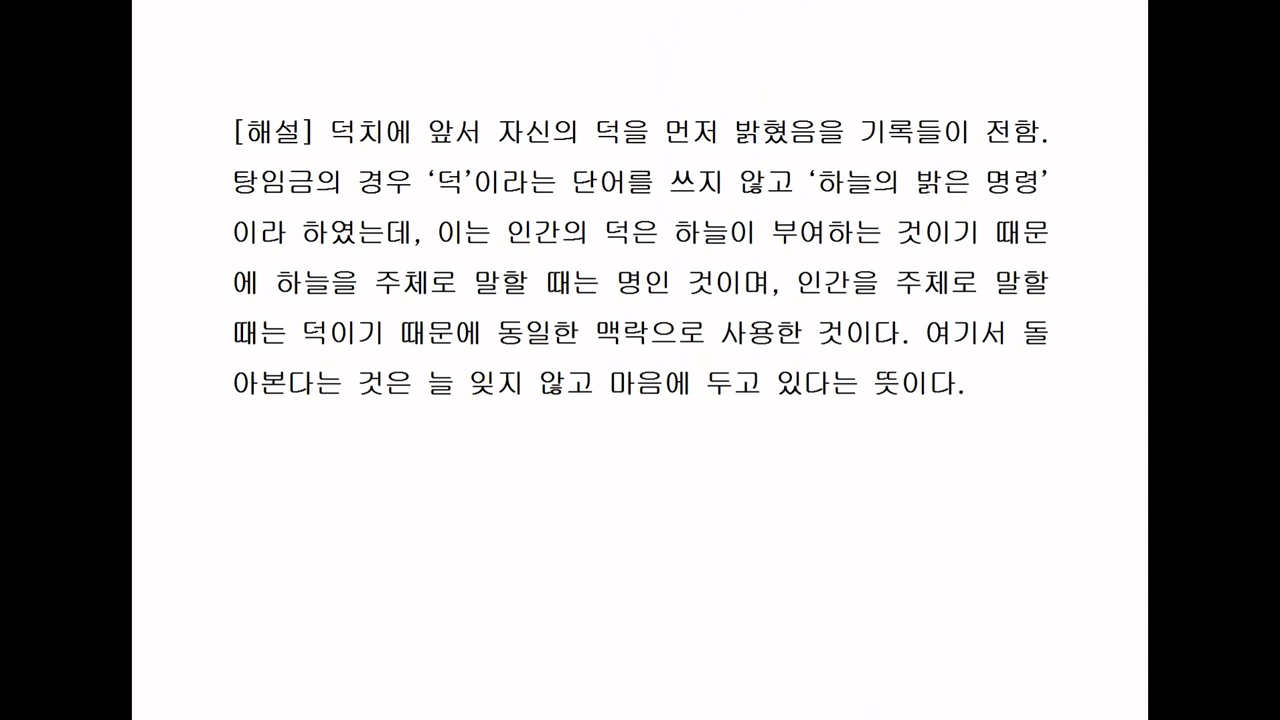 [해설] 덕치에 앞서 자신의 덕을 먼저 밝혔음을 기록들이 전함.
탕임금의 경우 ‘덕’이라는 단어를 쓰지 않고 ‘하늘의 밝은 명령’
이라 하였는데, 이는 인간의 덕은 하늘이 부여하는 것이기 때문
에 하늘을 주체로 말할 때는 명인 것이며, 인간을 주체로 말할
때는 덕이기 때문에 동일한 맥락으로 사용한 것이다. 여기서 돌
아본다는 것은 늘 잊지 않고 마음에 두고 있다는 뜻이다.